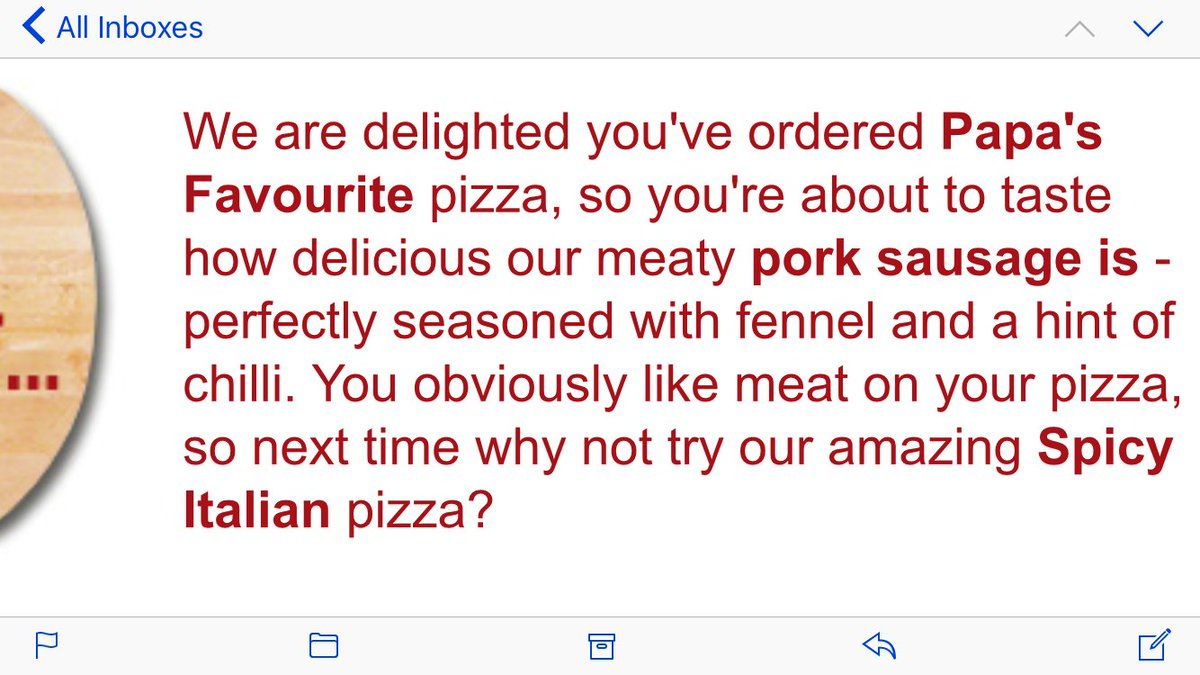 All Inboxes
We are delighted you've ordered Papa's
Favourite pizza, so you're about to taste
how delicious our meaty pork sausage is -
perfectly seasoned with fennel and a hint of
chilli. You obviously like meat on your pizza,
so next time why not try our amazing Spicy
Italian pizza?